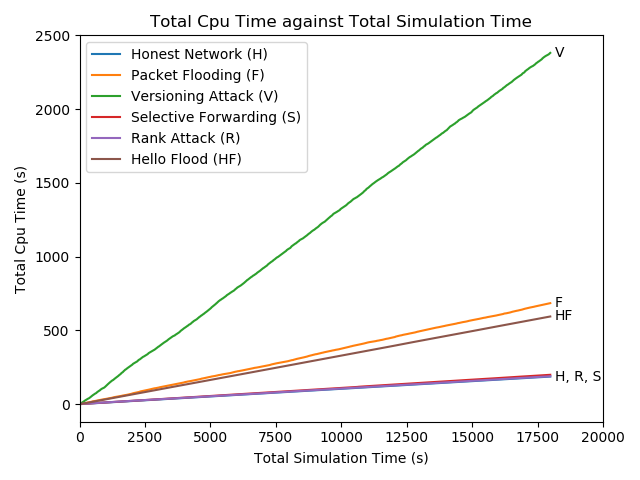 Total Cpu Time against Total Simulation Time
2500
2000
1500
1000
500
0
Total Cpu Time (s)
Honest Network (H)
Packet Flooding (F)
Versioning Attack (V)
Selective Forwarding (S)
Rank Attack (R)
Hello Flood (HF)
V
F
HF
H, R, S
0 2500 5000 7500 10000 12500 15000 17500 20000
Total Simulation Time (s)